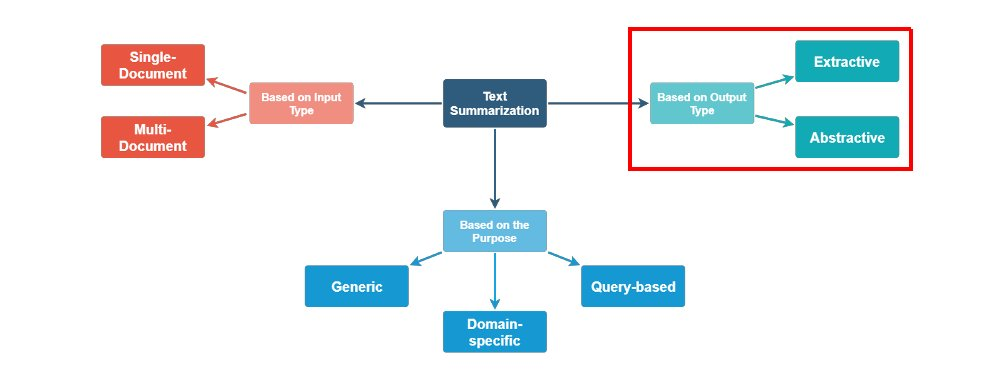 Single-
Document
Multi-
Document
Based on Input
Type
Text
Summarization
Based on Output
Type
Extractive
Abstractive
Based on the
Purpose
Generic
Domain-
specific
Query-based